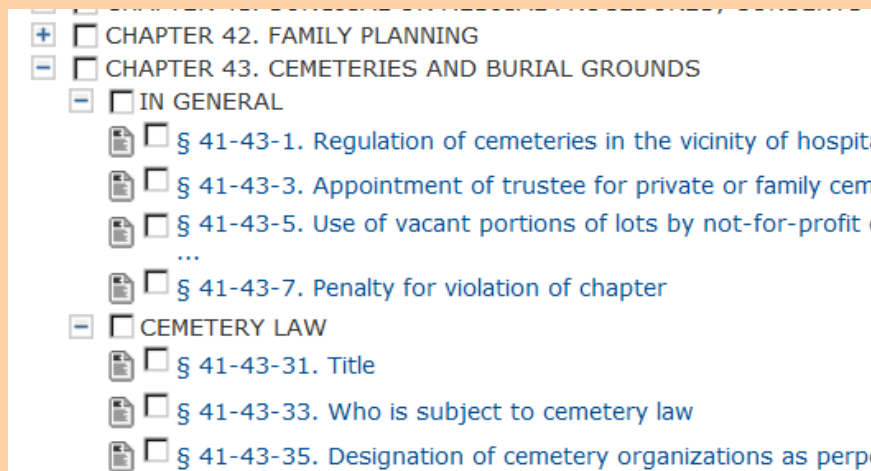 CHAPTER 42. FAMILY PLANNING
CHAPTER 43. CEMETERIES AND BURIAL GROUNDS
IN GENERAL
§ 41-43-1. Regulation of cemeteries in the vicinity of
§ 41-43-3. Appointment of trustee for private or family
§ 41-43-5. Use of vacant portions of lots by not-for-profit
...
§ 41-43-7. Penalty for violation of chapter
CEMETERY LAW
§ 41-43-31. Title
§ 41-43-33. Who is subject to cemetery law
§ 41-43-35. Designation of cemetery organizations as